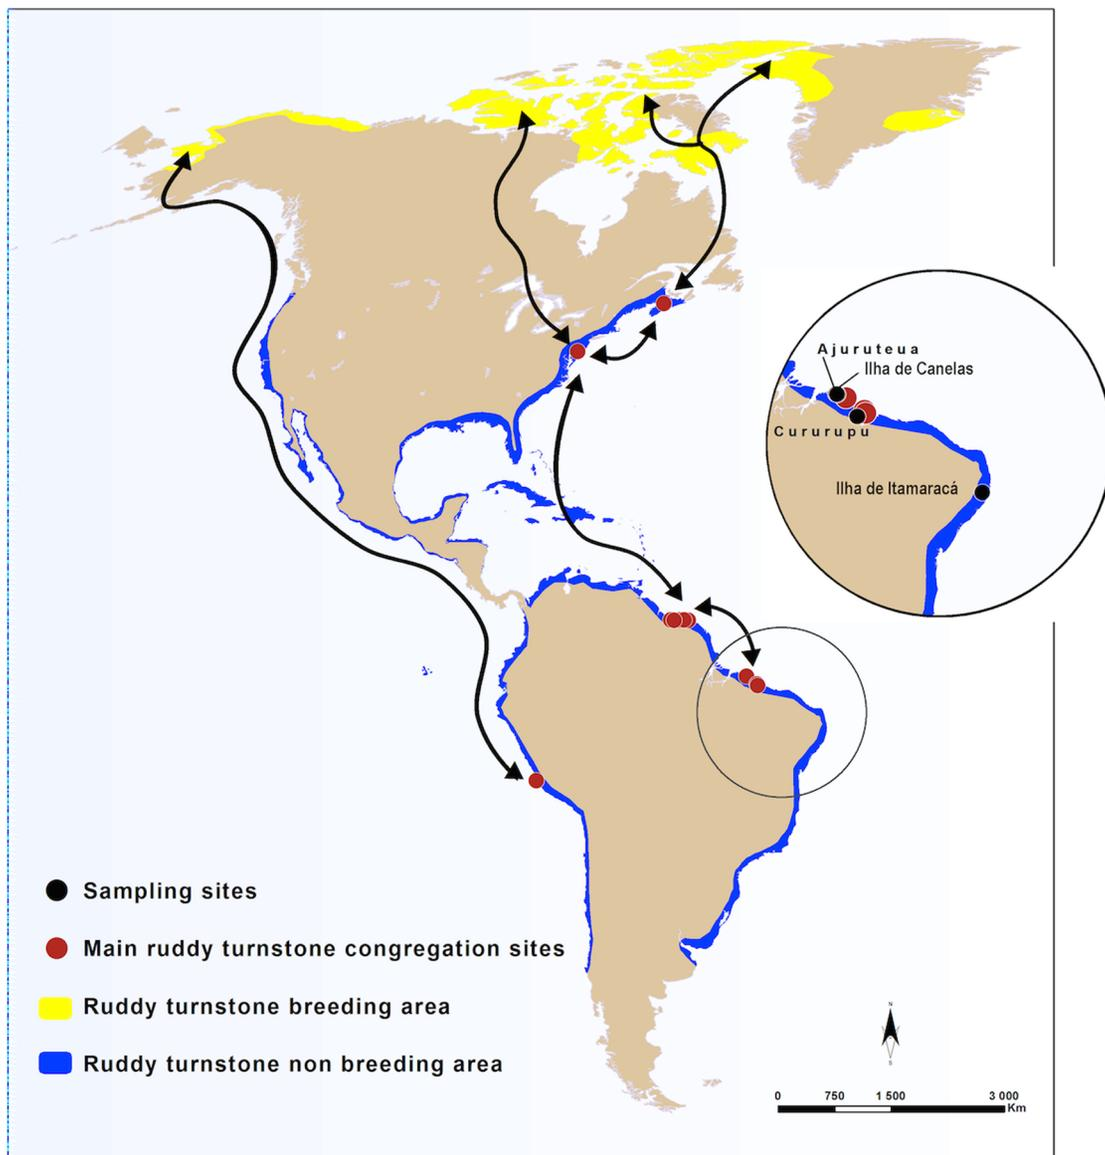 Ajuruteua
Ilha de Canelas
Cururupu
Ilha de Itamaracá
Sampling sites
Main ruddy turnstone congregation sites
Ruddy turnstone breeding area
Ruddy turnstone non breeding area
N
S
0 750 1 500 3 000
Km